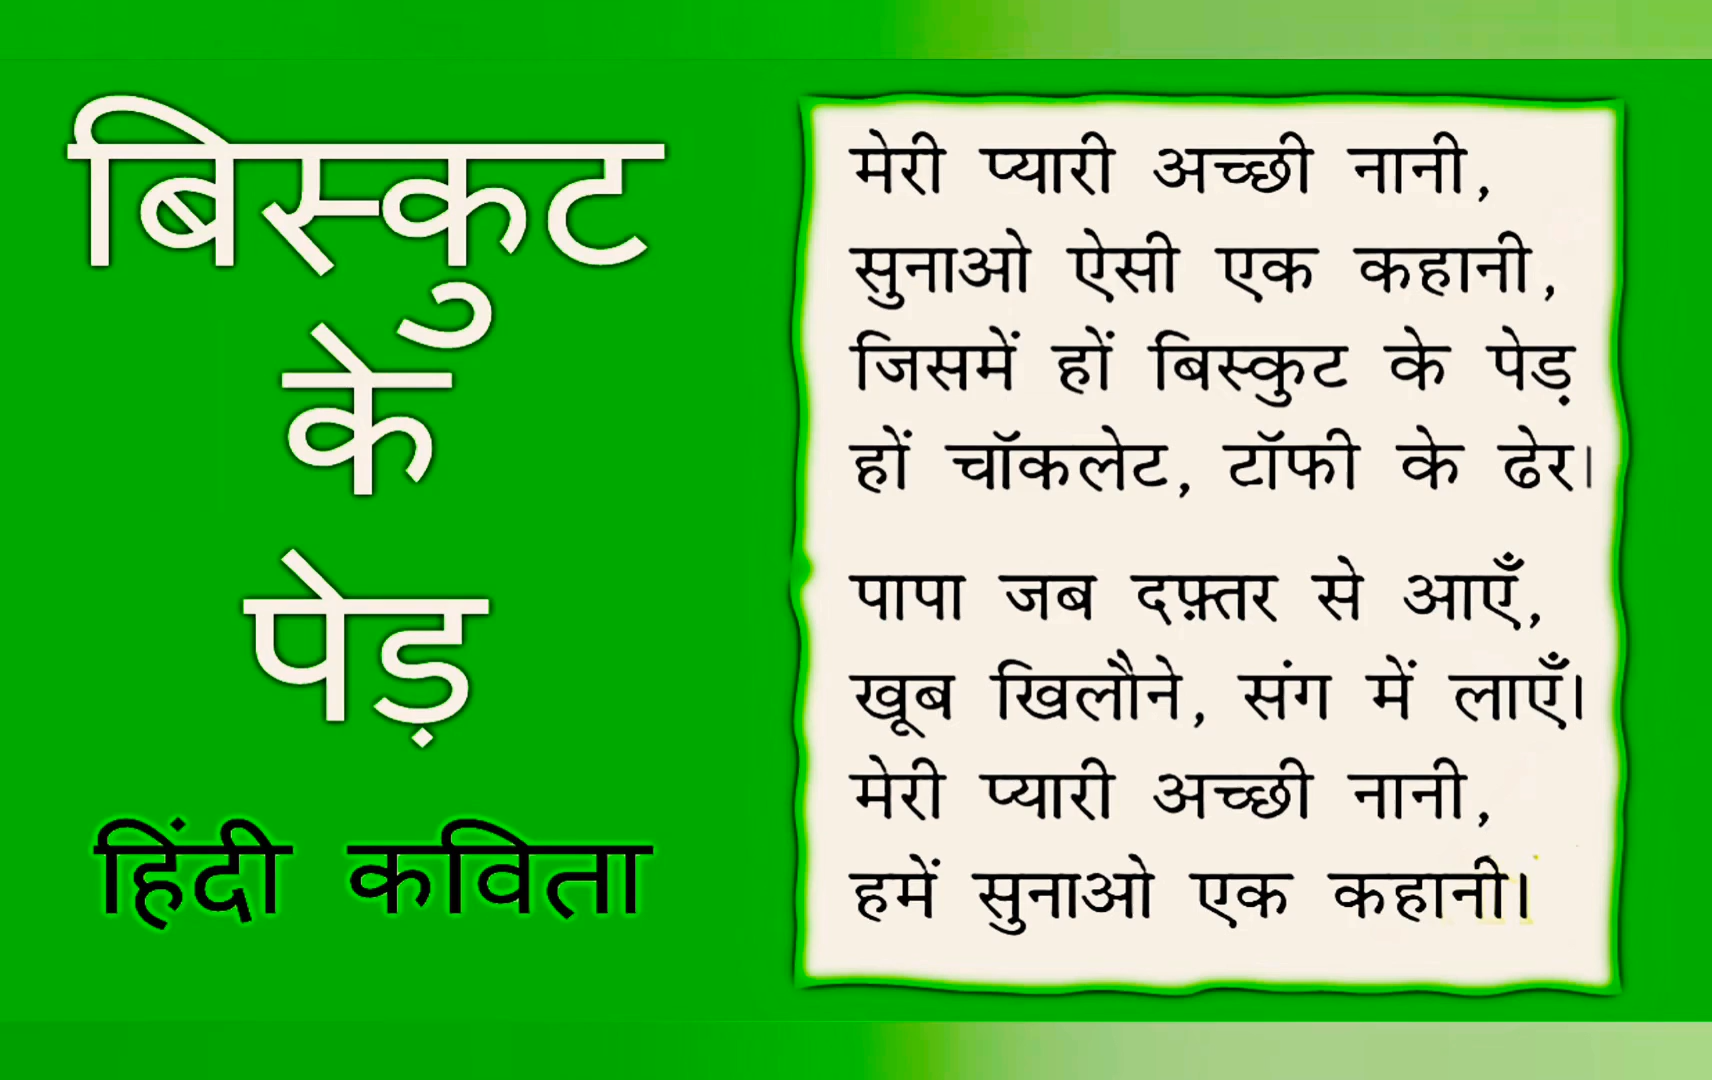 बिस्कुट
के
पेड़
हिंदी कविता
मेरी प्यारी अच्छी नानी,
सुनाओ ऐसी एक कहानी,
जिसमें हों बिस्कुट के पेड़
हों चॉकलेट, टॉफी के ढेर।
पापा जब दफ़्तर से आएँ,
खूब खिलौने, संग में लाएँ।
मेरी प्यारी अच्छी नानी,
हमें सुनाओ एक कहानी।